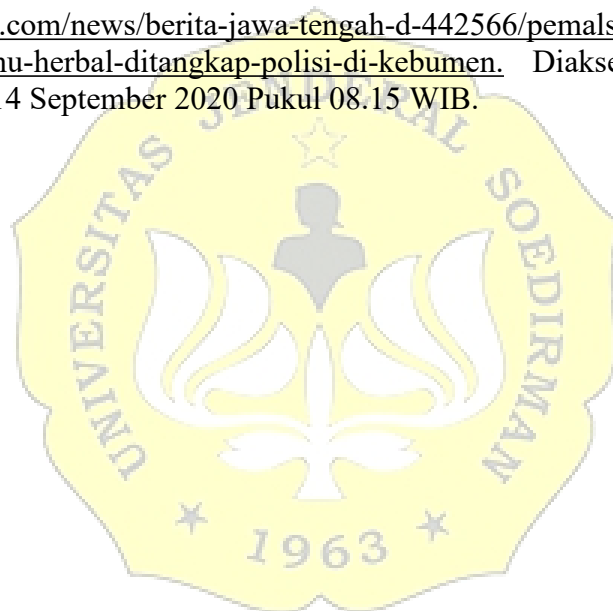 .com/news/berita-jawa-tengah-d-442566/pemals
nu-herbal-ditangkap-polisi-di-kebumen. Diakse
14 September 2020 Pukul 08.15 WIB.
UNIVERSITAS JENDERAL SOEDIRMAN
1963